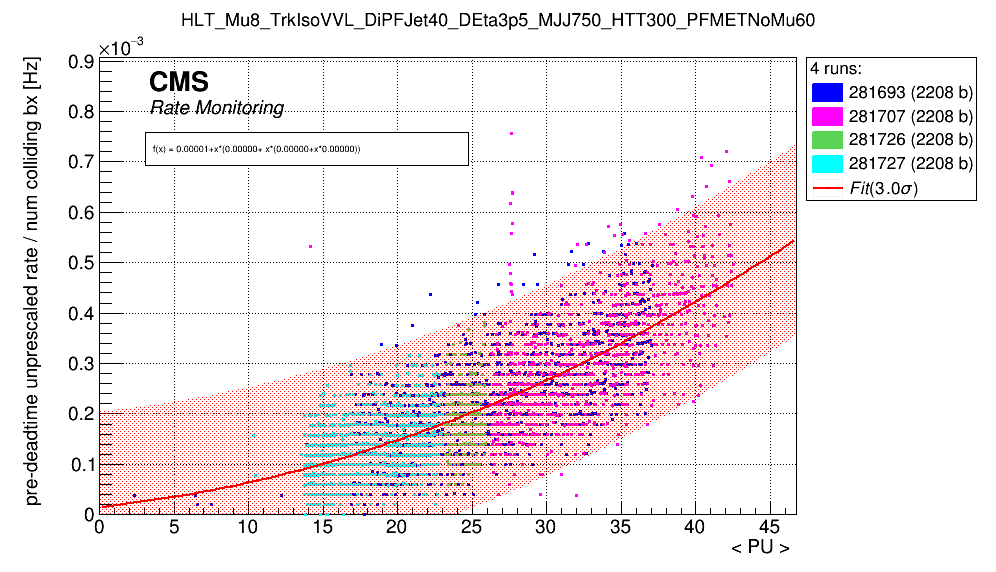 HLT_Mu8_TrkIsoVVL_DiPFJet40_DEta3p5_MJJ750_HTT300_PFMETNoMu60
×10⁻³
pre-deadtime unprescaled rate / num colliding bx [Hz]
CMS
Rate Monitoring
f(x) = 0.00001+x*(0.00000+ x*(0.00000+x*0.00000))
4 runs:
281693 (2208 b)
281707 (2208 b)
281726 (2208 b)
281727 (2208 b)
Fit(3.0σ)
0.9
0.8
0.7
0.6
0.5
0.4
0.3
0.2
0.1
0
0 5 10 15 20 25 30 35 40 45
< PU >